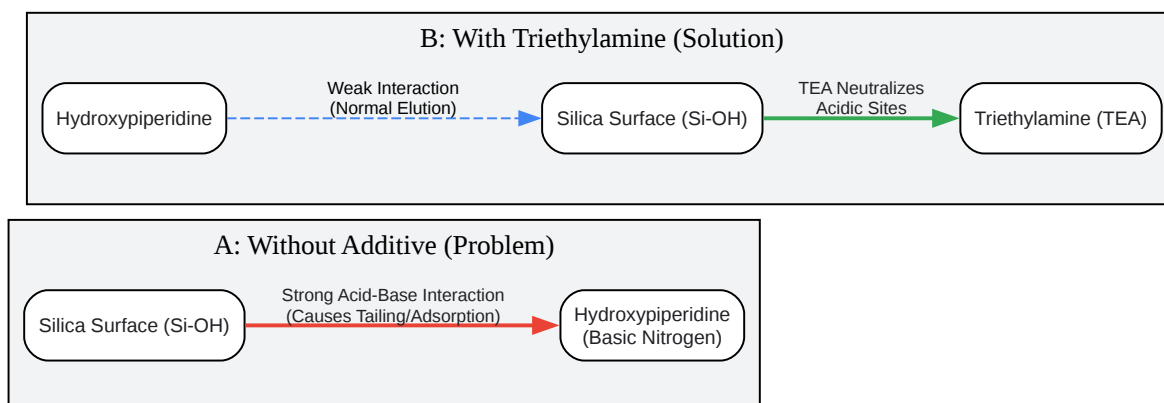 B: With Triethylamine (Solution)
Hydroxypiperidine
Weak Interaction
(Normal Elution)
Silica Surface (Si-OH)
TEA Neutralizes
Acidic Sites
Triethylamine (TEA)
A: Without Additive (Problem)
Silica Surface (Si-OH)
Strong Acid-Base Interaction
(Causes Tailing/Adsorption)
Hydroxypiperidine
(Basic Nitrogen)